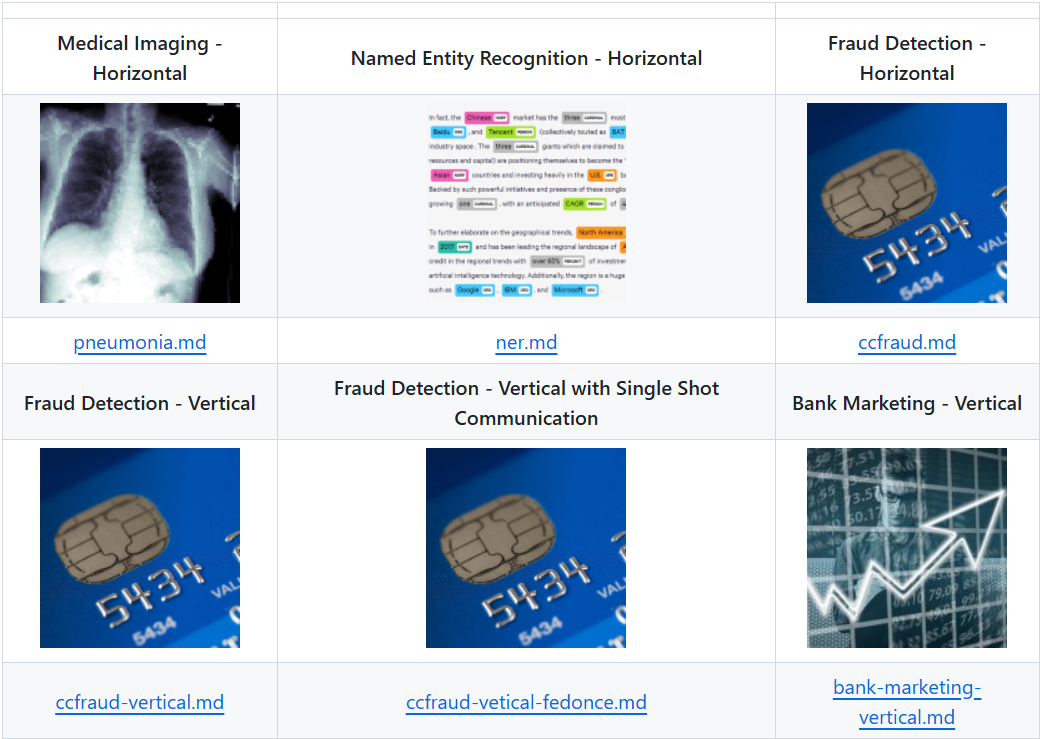 Medical Imaging -
Horizontal
Named Entity Recognition - Horizontal
Fraud Detection -
Horizontal
In fact, the Chinese NORP market has the three CARDINAL most
Baidu ORG , and Tencent PERSON (collectively touted as BAT
industry space. The three CARDINAL giants which are claimed to
resources and capital) are positioning themselves to become the
Asian NORP countries and investing heavily in the U.S. GPE
Backed by such powerful initiatives and presence of these
growing one CARDINAL , with an anticipated CAGR PERSON of
To further elaborate on the geographical trends, North America
in 2017 DATE and has been leading the regional landscape of
credit in the regional trends with over 65% PERCENT of
artificial intelligence technology. Additionally, the region is a huge
such as Google ORG , IBM ORG , and Microsoft ORG .
5434
5434
pneumonia.md
ner.md
ccfraud.md
Fraud Detection - Vertical
Fraud Detection - Vertical with Single Shot
Communication
Bank Marketing - Vertical
5434
5434
5434
5434
ccfraud-vertical.md
ccfraud-vetical-fedonce.md
bank-marketing-
vertical.md